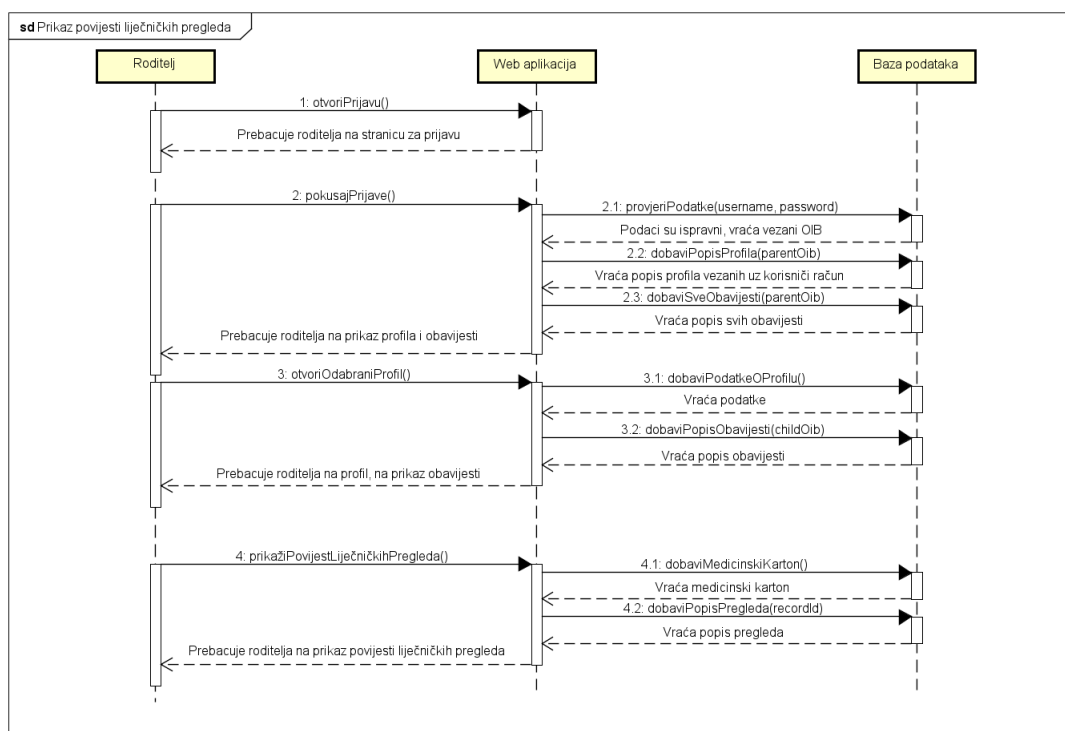 sd Prikaz povijesti liječničkih pregleda
Roditelj
Web aplikacija
Baza podataka
1: otvoriPrijavu()
Prebacuje roditelja na stranicu za prijavu
2: pokusajPrijave()
2.1: provjeriPodatke(username, password)
Podaci su ispravni, vraća vezani OIB
2.2: dobaviPopisProfila(parentOib)
Vraća popis profila vezanih uz korisniči račun
2.3: dobaviSveObavijesti(parentOib)
Vraća popis svih obavijesti
Prebacuje roditelja na prikaz profila i obavijesti
3: otvoriOdabraniProfil()
3.1: dobaviPodatkeOProfilu()
Vraća podatke
3.2: dobaviPopisObavijesti(childOib)
Vraća popis obavijesti
Prebacuje roditelja na profil, na prikaz obavijesti
4: prikažiPovijestLiječničkihPregleda()
4.1: dobaviMedicinskiKarton()
Vraća medicinski karton
4.2: dobaviPopisPregleda(recordId)
Vraća popis pregleda
Prebacuje roditelja na prikaz povijesti liječničkih pregleda